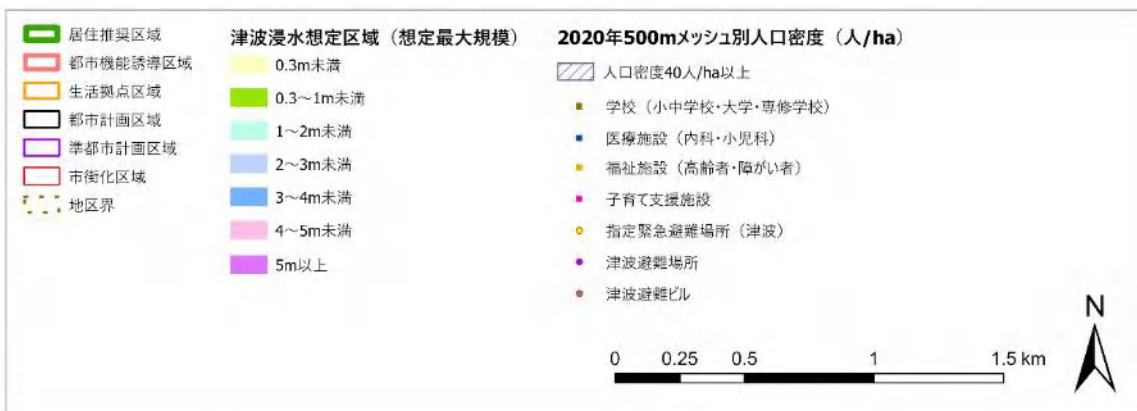 居住推奨区域
都市機能誘導区域
生活拠点区域
都市計画区域
準都市計画区域
市街化区域
地区界
津波浸水想定区域（想定最大規模）
0.3m未満
0.3～1m未満
1～2m未満
2～3m未満
3～4m未満
4～5m未満
5m以上
2020年500mメッシュ別人口密度（人/ha）
人口密度40人/ha以上
学校（小中学校・大学・専修学校）
医療施設（内科・小児科）
福祉施設（高齢者・障がい者）
子育て支援施設
指定緊急避難場所（津波）
津波避難場所
津波避難ビル
0 0.25 0.5 1 1.5 km
N